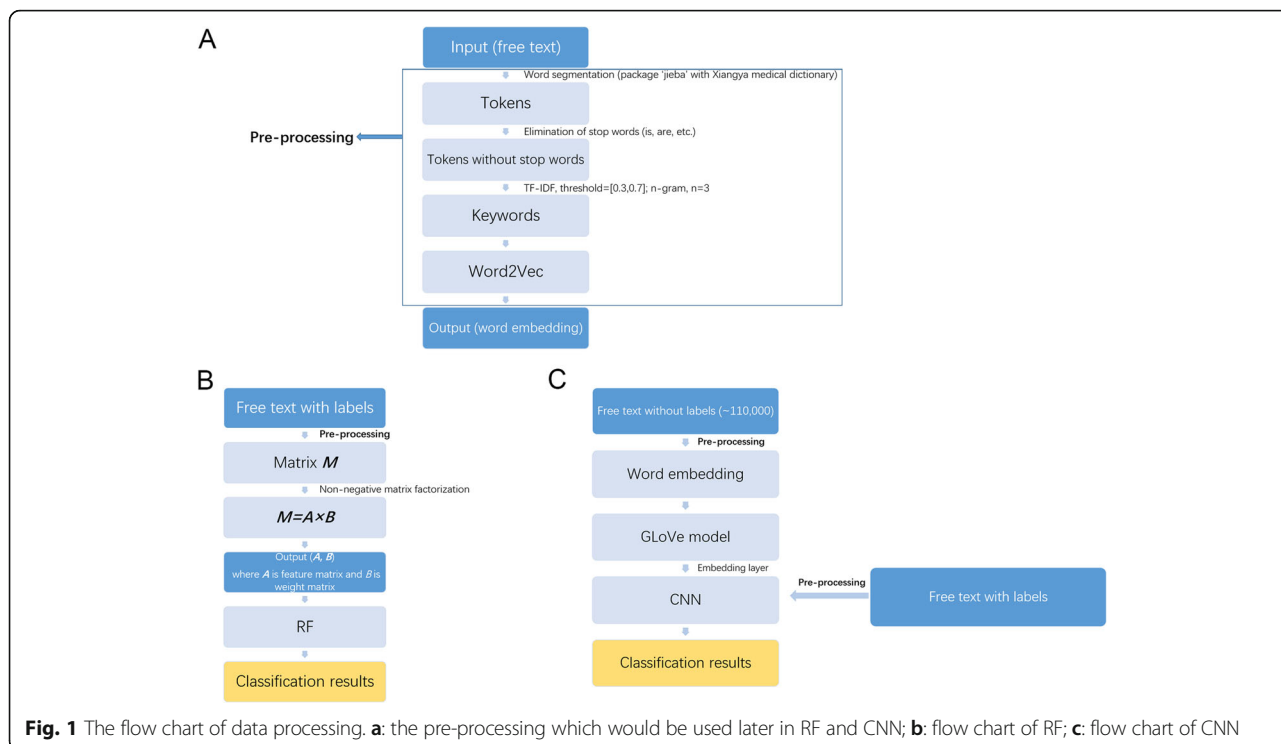 A
Input (free text)
Word segmentation (package 'jieba' with Xiangya medical dictionary)
Tokens
Elimination of stop words (is, are, etc.)
Pre-processing
Tokens without stop words
TF-IDF, threshold=[0.3,0.7]; n-gram, n=3
Keywords
Word2Vec
Output (word embedding)
B
Free text with labels
Pre-processing
Matrix M
Non-negative matrix factorization
M=A×B
Output (A, B)
where A is feature matrix and B is
weight matrix
RF
Classification results
C
Free text without labels (~110,000)
Pre-processing
Word embedding
GLoVe model
Embedding layer
CNN
Pre-processing
Free text with labels
Classification results
Fig. 1 The flow chart of data processing. a: the pre-processing which would be used later in RF and CNN; b: flow chart of RF; c: flow chart of CNN